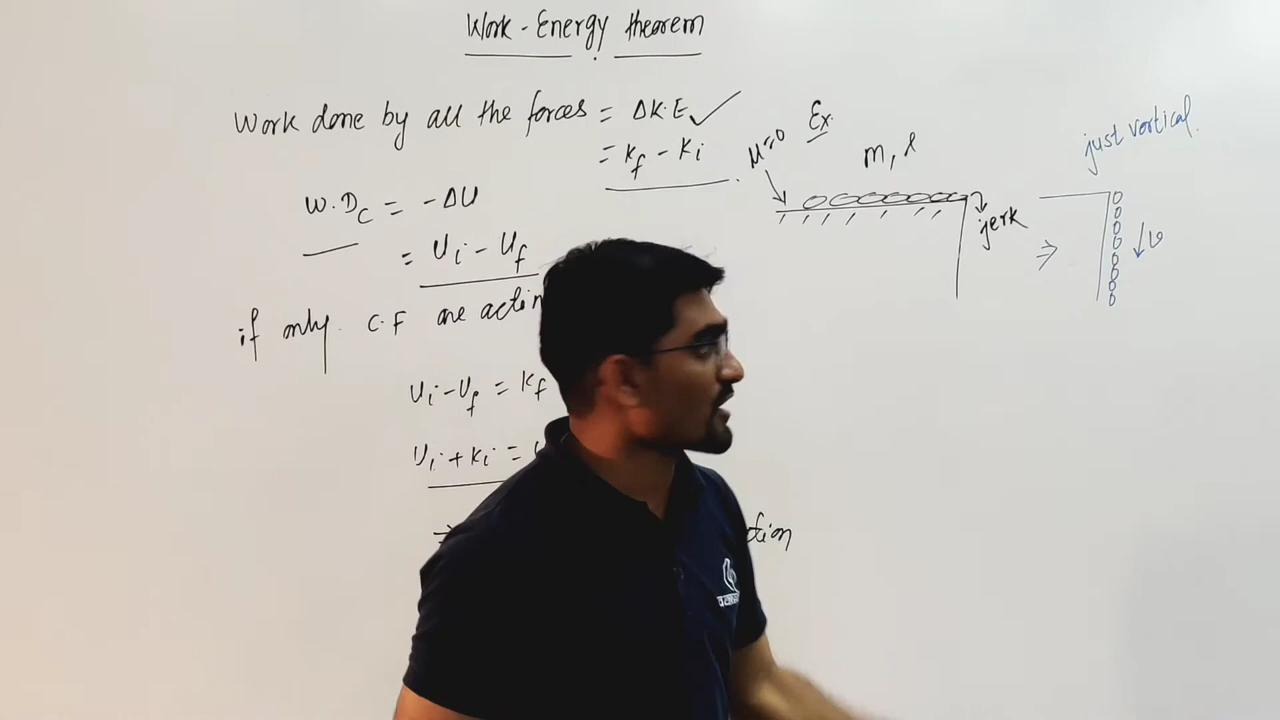 Work-Energy theorem
Work done by all the forces = ΔK.E ✓
= Kf - Ki
W.Dc = -ΔU
= Ui - Uf
if only C.F are actin
Ui - Uf = Kf
Ui + Ki =
Ex.
μ=0
m, l
jerk
⇒
just vertical.
v